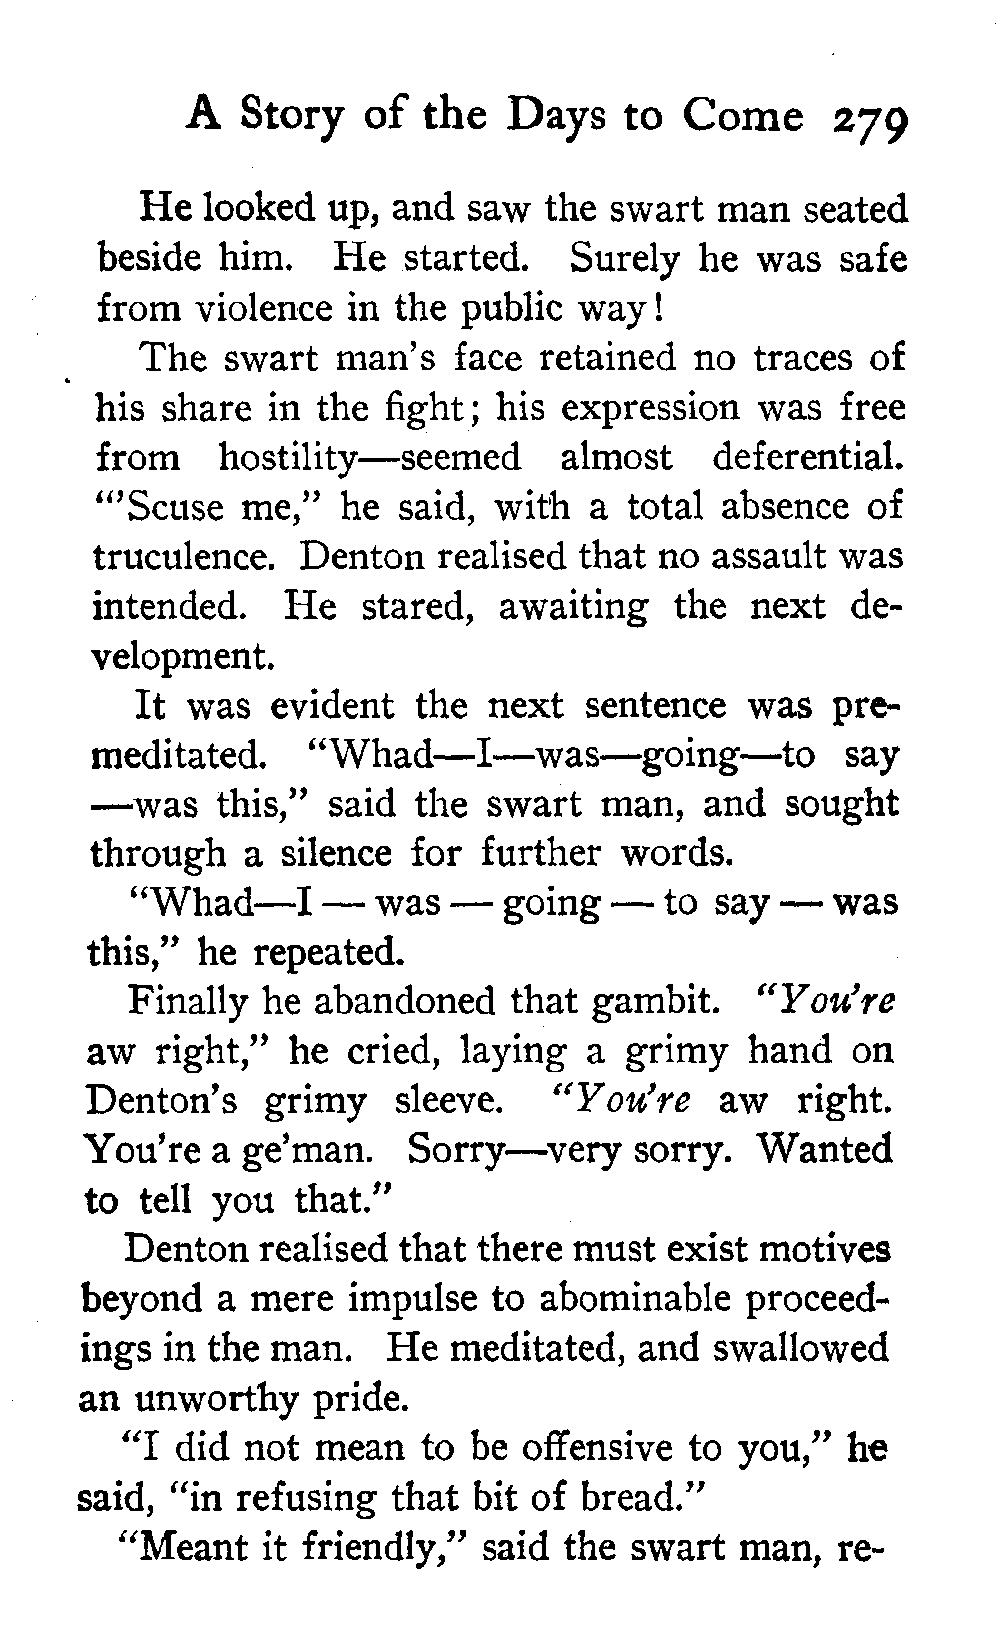 A Story of the Days to Come 279
He looked up, and saw the swart man seated
beside him. He started. Surely he was safe
from violence in the public way!
The swart man's face retained no traces of
his share in the fight; his expression was free
from hostility—seemed almost deferential.
"'Scuse me," he said, with a total absence of
truculence. Denton realised that no assault was
intended. He stared, awaiting the next de-
velopment.
It was evident the next sentence was pre-
meditated. "Whad—I—was—going—to say
—was this," said the swart man, and sought
through a silence for further words.
"Whad—I — was — going — to say — was
this," he repeated.
Finally he abandoned that gambit. "You're
aw right," he cried, laying a grimy hand on
Denton's grimy sleeve. "You're aw right.
You're a ge'man. Sorry—very sorry. Wanted
to tell you that."
Denton realised that there must exist motives
beyond a mere impulse to abominable proceed-
ings in the man. He meditated, and swallowed
an unworthy pride.
"I did not mean to be offensive to you," he
said, "in refusing that bit of bread."
"Meant it friendly," said the swart man, re-